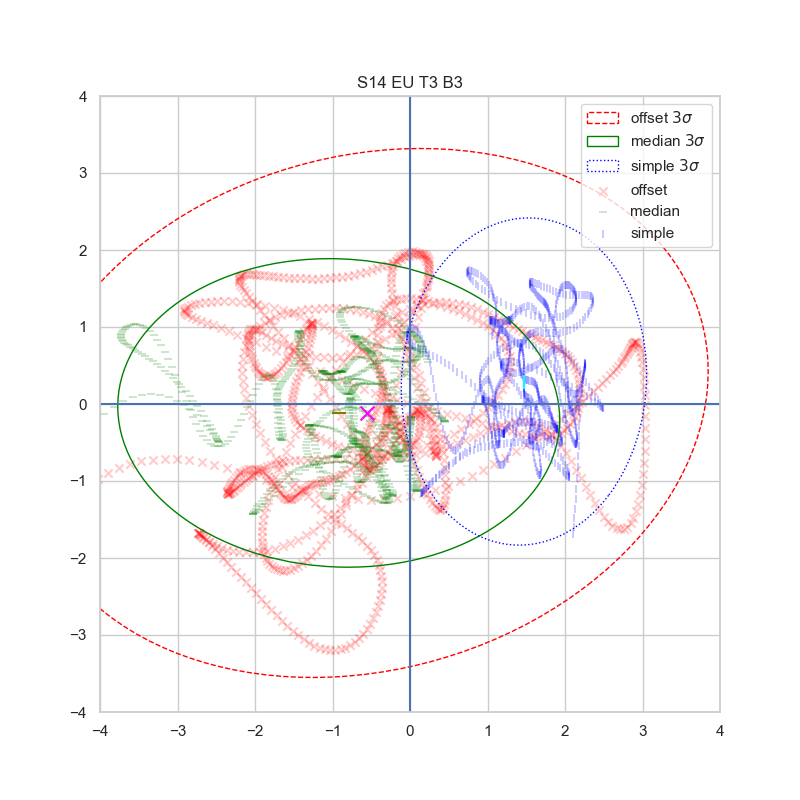 S14 EU T3 B3
offset 3σ
median 3σ
simple 3σ
offset
median
simple
4
3
2
1
0
−1
−2
−3
−4
−4 −3 −2 −1 0 1 2 3 4